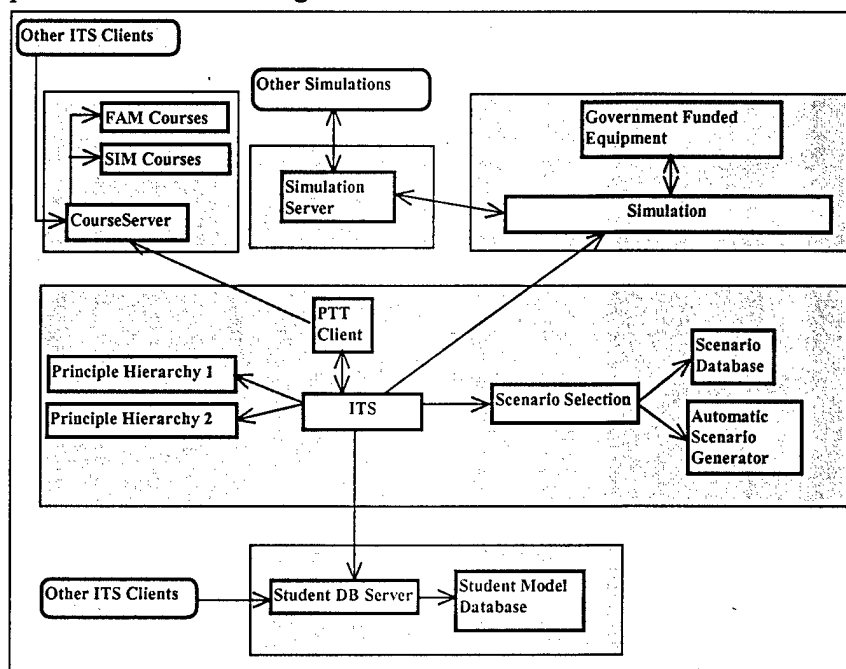 Other ITS Clients
Other Simulations
FAM Courses
SIM Courses
CourseServer
Simulation
Server
Government Funded
Equipment
Simulation
PTT
Client
Principle Hierarchy 1
Principle Hierarchy 2
ITS
Scenario Selection
Scenario
Database
Automatic
Scenario
Generator
Other ITS Clients
Student DB Server
Student Model
Database